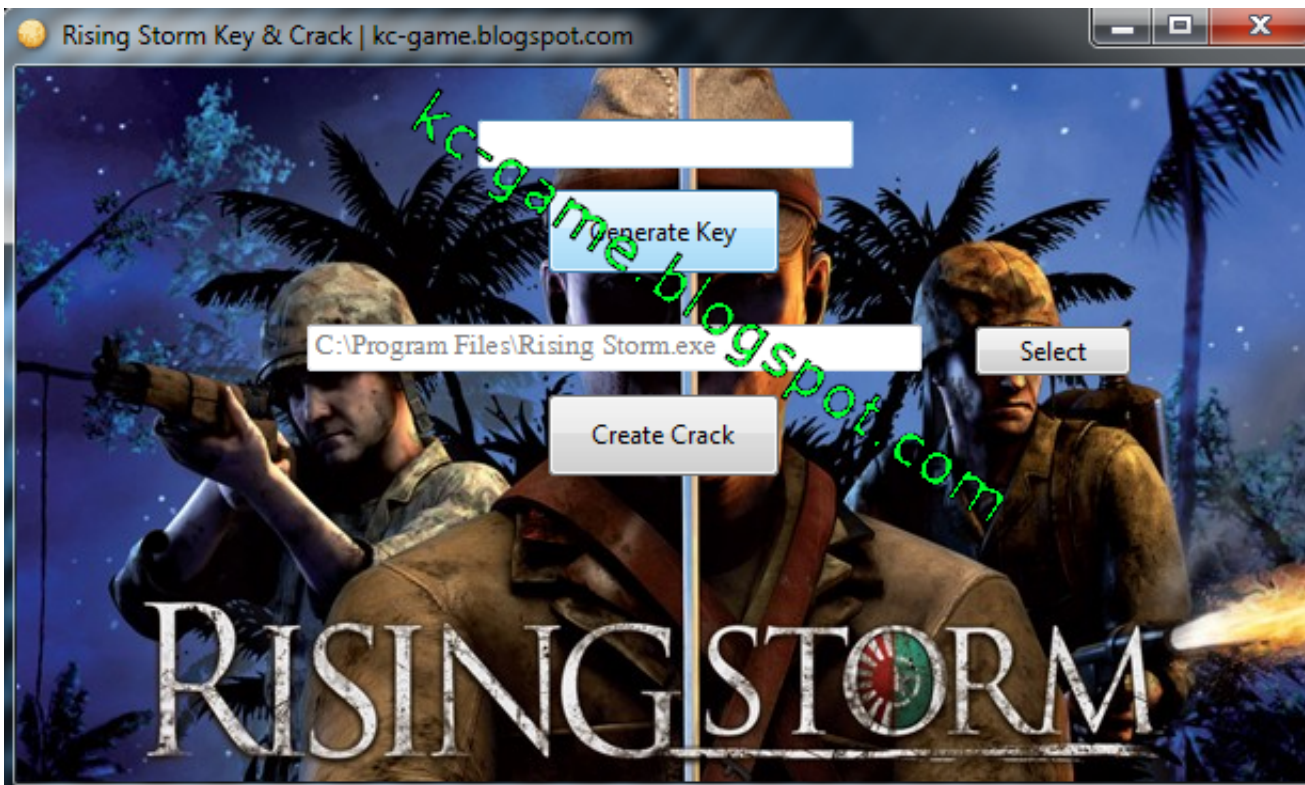 Rising Storm Key & Crack | kc-game.blogspot.com
kc-game.blogspot.com
Generate Key
C:\Program Files\Rising Storm.exe
Select
Create Crack
RISING STORM